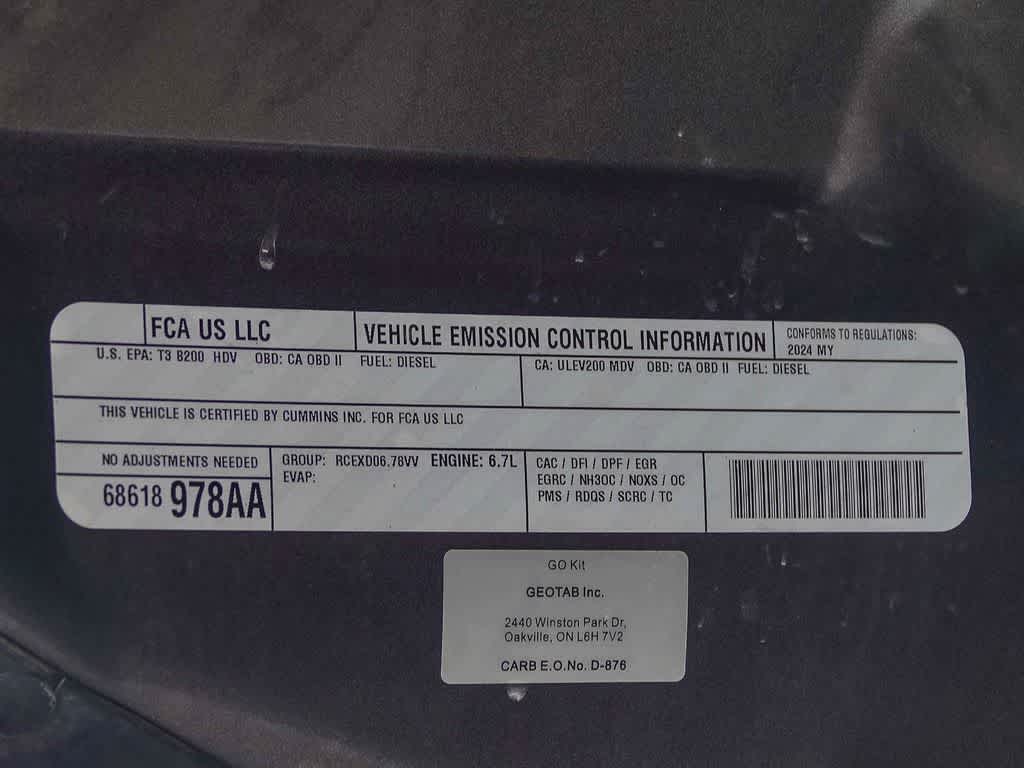 FCA US LLC
VEHICLE EMISSION CONTROL INFORMATION
CONFORMS TO REGULATIONS:
2024 MY
U.S. EPA: T3 B200 HDV OBD: CA OBD II FUEL: DIESEL
CA: ULEV200 MDV OBD: CA OBD II FUEL: DIESEL
THIS VEHICLE IS CERTIFIED BY CUMMINS INC. FOR FCA US LLC
NO ADJUSTMENTS NEEDED
68618 978AA
GROUP: RCEXD06.78VV ENGINE: 6.7L
EVAP:
CAC / DFI / DPF / EGR
EGRC / NH3OC / NOXS / OC
PMS / RDQS / SCRC / TC
GO Kit
GEOTAB Inc.
2440 Winston Park Dr,
Oakville, ON L6H 7V2
CARB E.O.No. D-876